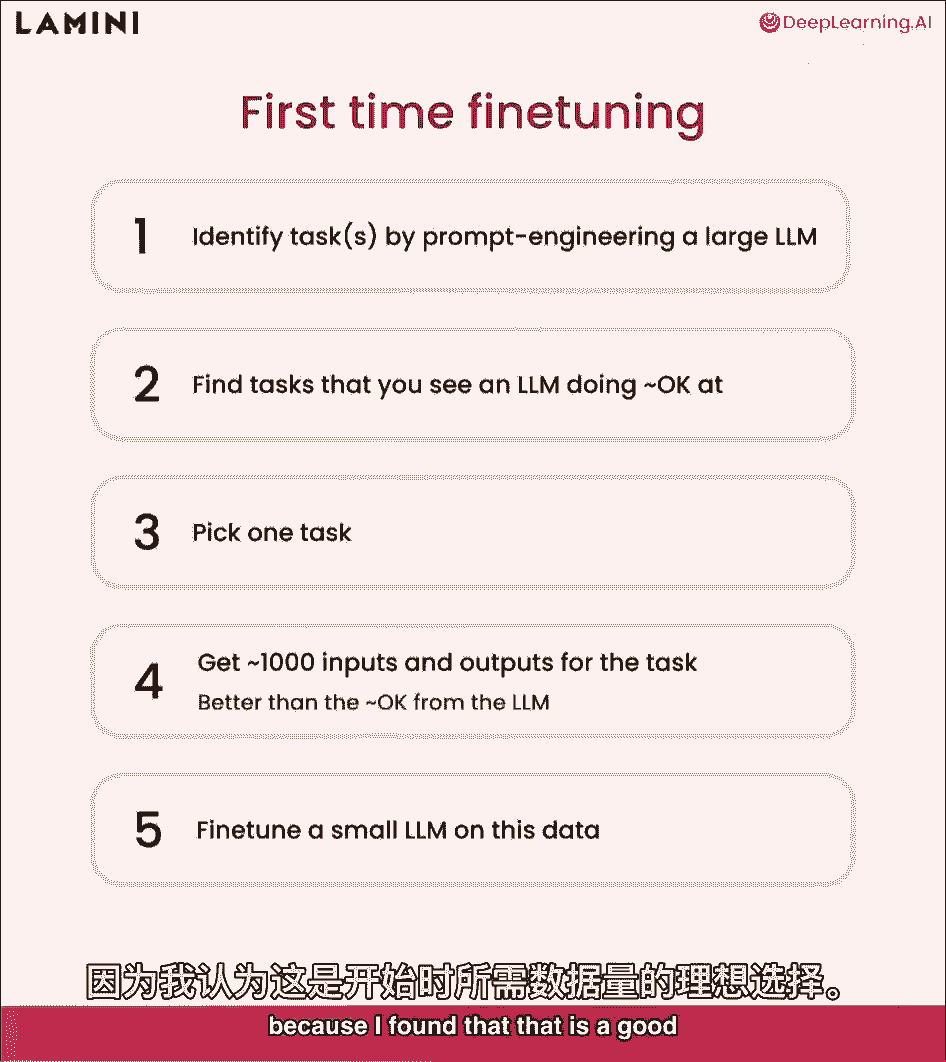 LAMINI
DeepLearning.AI
First time finetuning
1
Identify task(s) by prompt-engineering a large LLM
2
Find tasks that you see an LLM doing ~OK at
3
Pick one task
4
Get ~1000 inputs and outputs for the task
Better than the ~OK from the LLM
5
Finetune a small LLM on this data
因为我认为这是开始时所需数据量的理想选择。
because I found that that is a good